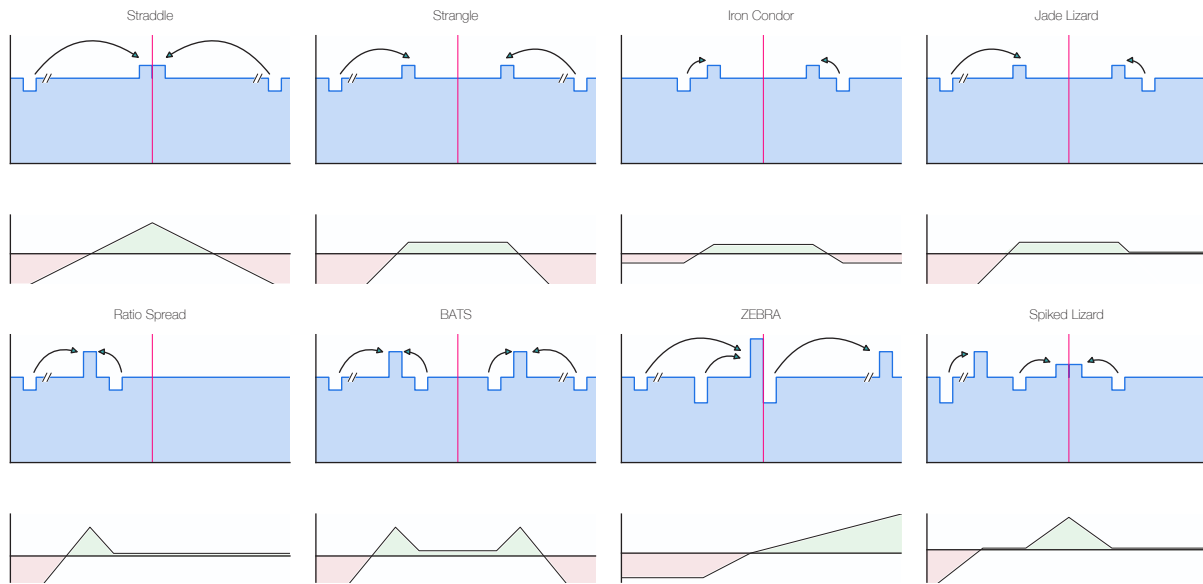 Straddle
Strangle
Iron Condor
Jade Lizard
Ratio Spread
BATS
ZEBRA
Spiked Lizard